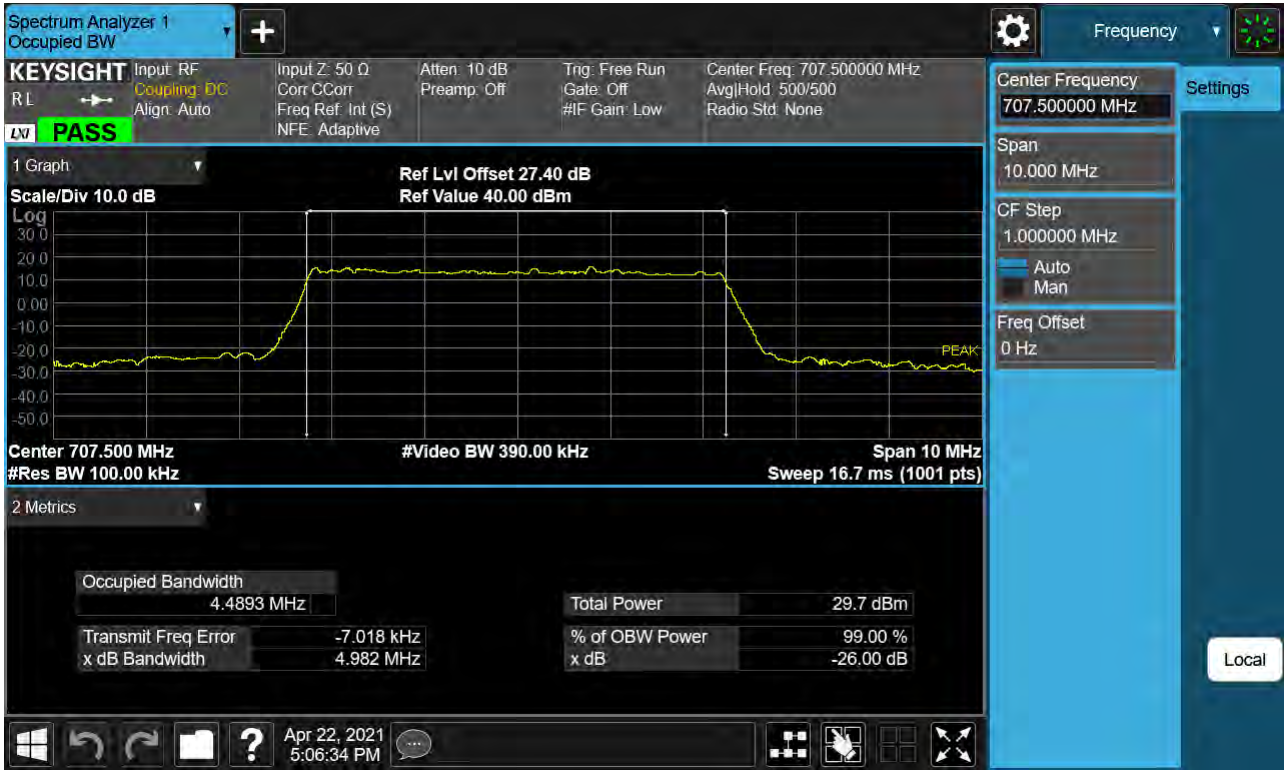 Spectrum Analyzer 1
Occupied BW
+
Frequency
KEYSIGHT
R L
LXI
PASS
Input: RF
Coupling: DC
Align: Auto
Input Z: 50 Ω
Corr CCorr
Freq Ref: Int (S)
NFE: Adaptive
Atten: 10 dB
Preamp: Off
Trig: Free Run
Gate: Off
#IF Gain: Low
Center Freq: 707.500000 MHz
Avg|Hold: 500/500
Radio Std: None
Center Frequency
707.500000 MHz
Settings
Span
10.000 MHz
CF Step
1.000000 MHz
Auto
Man
Freq Offset
0 Hz
Local
1 Graph
Scale/Div 10.0 dB
Ref Lvl Offset 27.40 dB
Ref Value 40.00 dBm
Log
30.0
20.0
10.0
0.00
-10.0
-20.0
-30.0
-40.0
-50.0
PEAK
Center 707.500 MHz
#Video BW 390.00 kHz
Span 10 MHz
#Res BW 100.00 kHz
Sweep 16.7 ms (1001 pts)
2 Metrics
Occupied Bandwidth
4.4893 MHz
Total Power 29.7 dBm
Transmit Freq Error -7.018 kHz
% of OBW Power 99.00 %
x dB Bandwidth 4.982 MHz
x dB -26.00 dB
?
Apr 22, 2021
5:06:34 PM